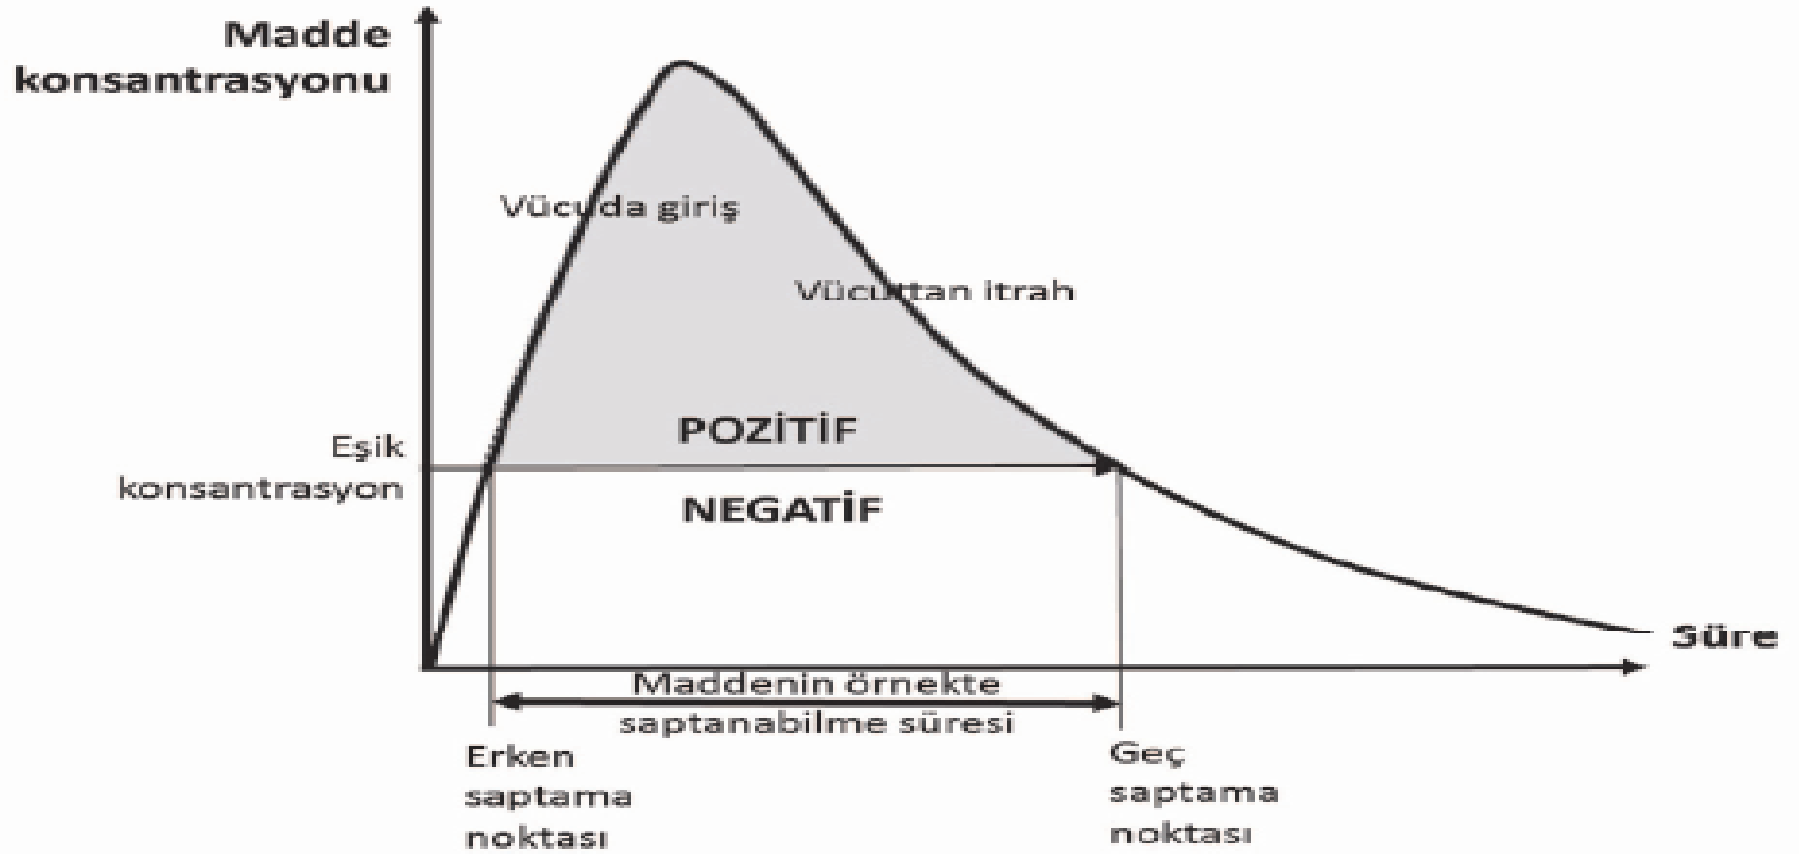 Madde
konsantrasyonu
Vücuda giriş
Vücuttan itrah
POZİTİF
Eşik
konsantrasyon
NEGATİF
Süre
Maddenin örnekte
saptanabilme süresi
Erken
saptama
noktası
Geç
saptama
noktası